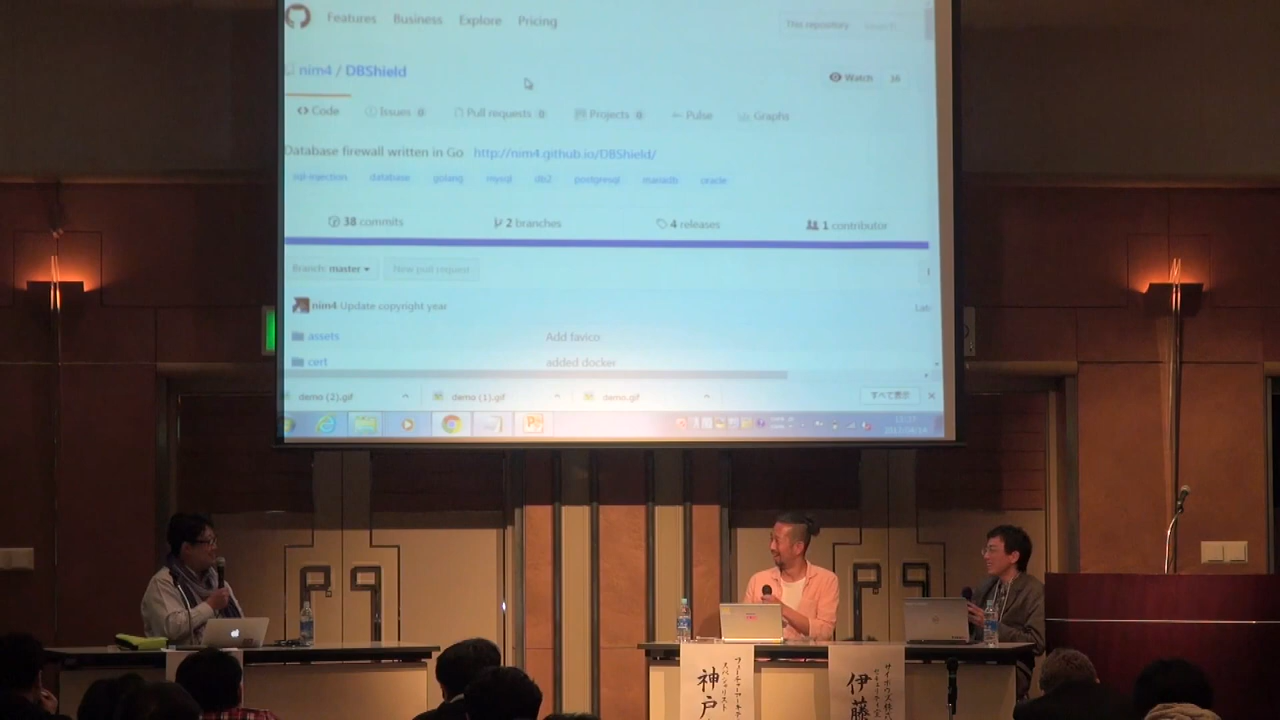 Features Business Explore Pricing
This repository
nim4 / DBShield
Watch 16
Code Issues 0 Pull requests 0 Projects 0 Pulse Graphs
Database firewall written in Go http://nim4.github.io/DBShield/
sql-injection database golang mysql db2 postgresql mariadb oracle
38 commits 2 branches 4 releases 1 contributor
Branch: master New pull request
nim4 Update copyright year
assets Add favico
cert added docker
demo (2).gif demo (1).gif demo.gif すべて表示
神戸
伊藤